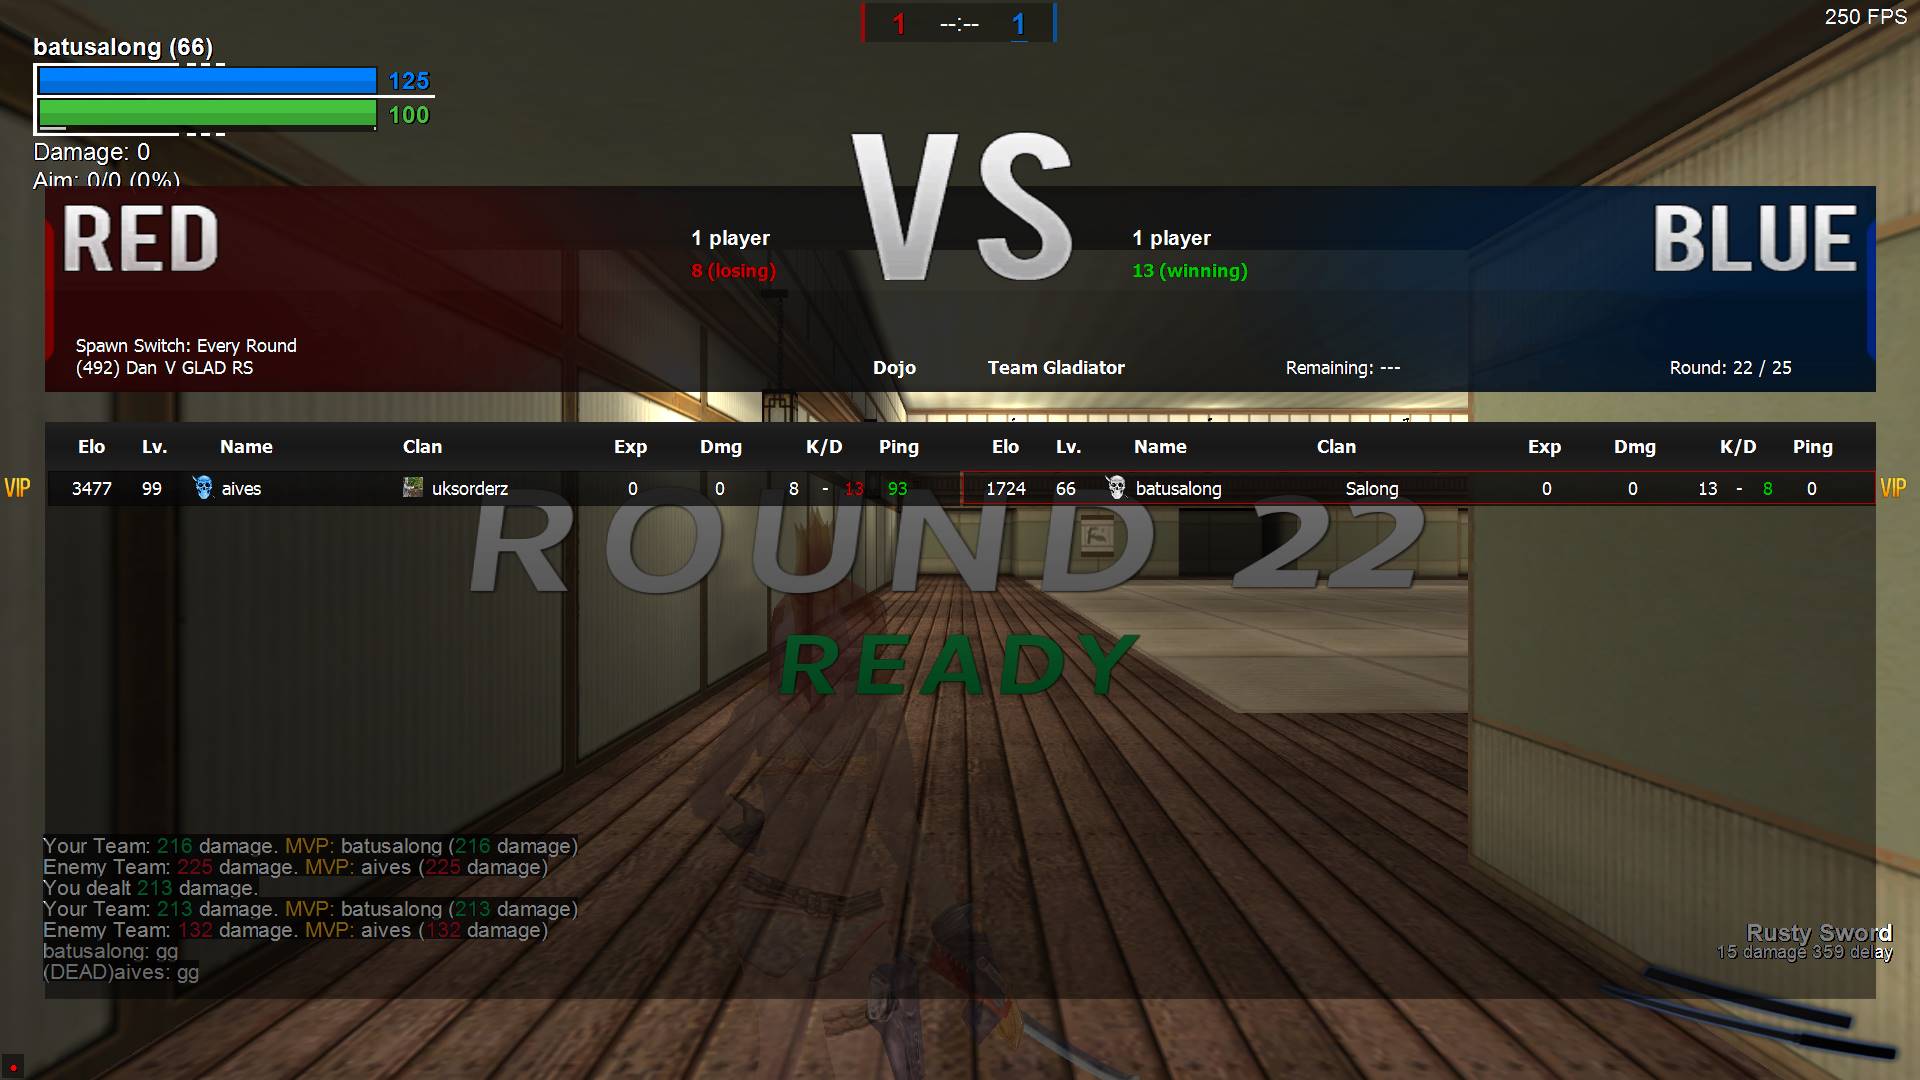 1 --:-- 1
250 FPS
batusalong (66)
125
100
Damage: 0
Aim: 0/0 (0%)
RED
VS
BLUE
1 player
8 (losing)
1 player
13 (winning)
Spawn Switch: Every Round
(492) Dan V GLAD RS
Dojo Team Gladiator Remaining: --- Round: 22 / 25
Elo Lv. Name Clan Exp Dmg K/D Ping Elo Lv. Name Clan Exp Dmg K/D Ping
VIP 3477 99 aives uksorderz 0 0 8 - 13 93 1724 66 batusalong Salong 0 0 13 - 8 0 VIP
ROUND 22
READY
Your Team: 216 damage. MVP: batusalong (216 damage)
Enemy Team: 225 damage. MVP: aives (225 damage)
You dealt 213 damage.
Your Team: 213 damage. MVP: batusalong (213 damage)
Enemy Team: 132 damage. MVP: aives (132 damage)
batusalong: gg
(DEAD)aives: gg
Rusty Sword
15 damage 359 delay